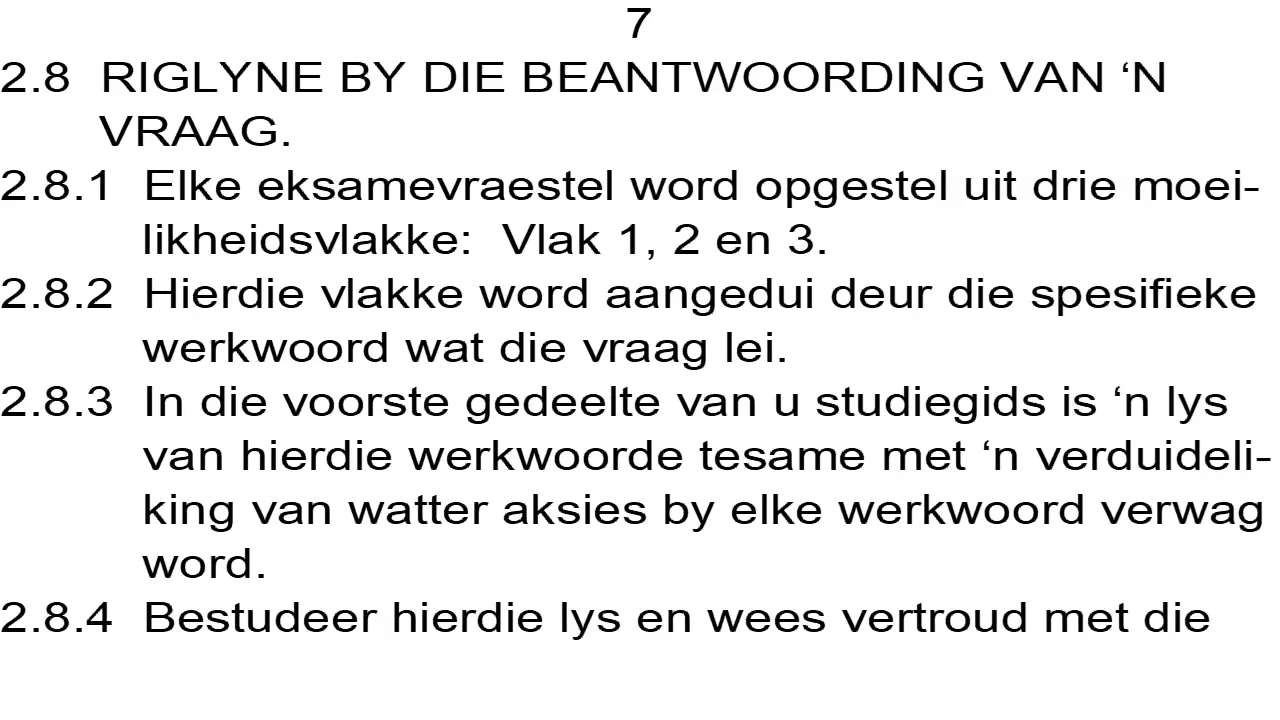 7
2.8 RIGLYNE BY DIE BEANTWOORDING VAN ‘N
VRAAG.
2.8.1 Elke eksamevraestel word opgestel uit drie moei-
likheidsvlakke: Vlak 1, 2 en 3.
2.8.2 Hierdie vlakke word aangedui deur die spesifieke
werkwoord wat die vraag lei.
2.8.3 In die voorste gedeelte van u studiegids is ‘n lys
van hierdie werkwoorde tesame met ‘n verduideli-
king van watter aksies by elke werkwoord verwag
word.
2.8.4 Bestudeer hierdie lys en wees vertroud met die